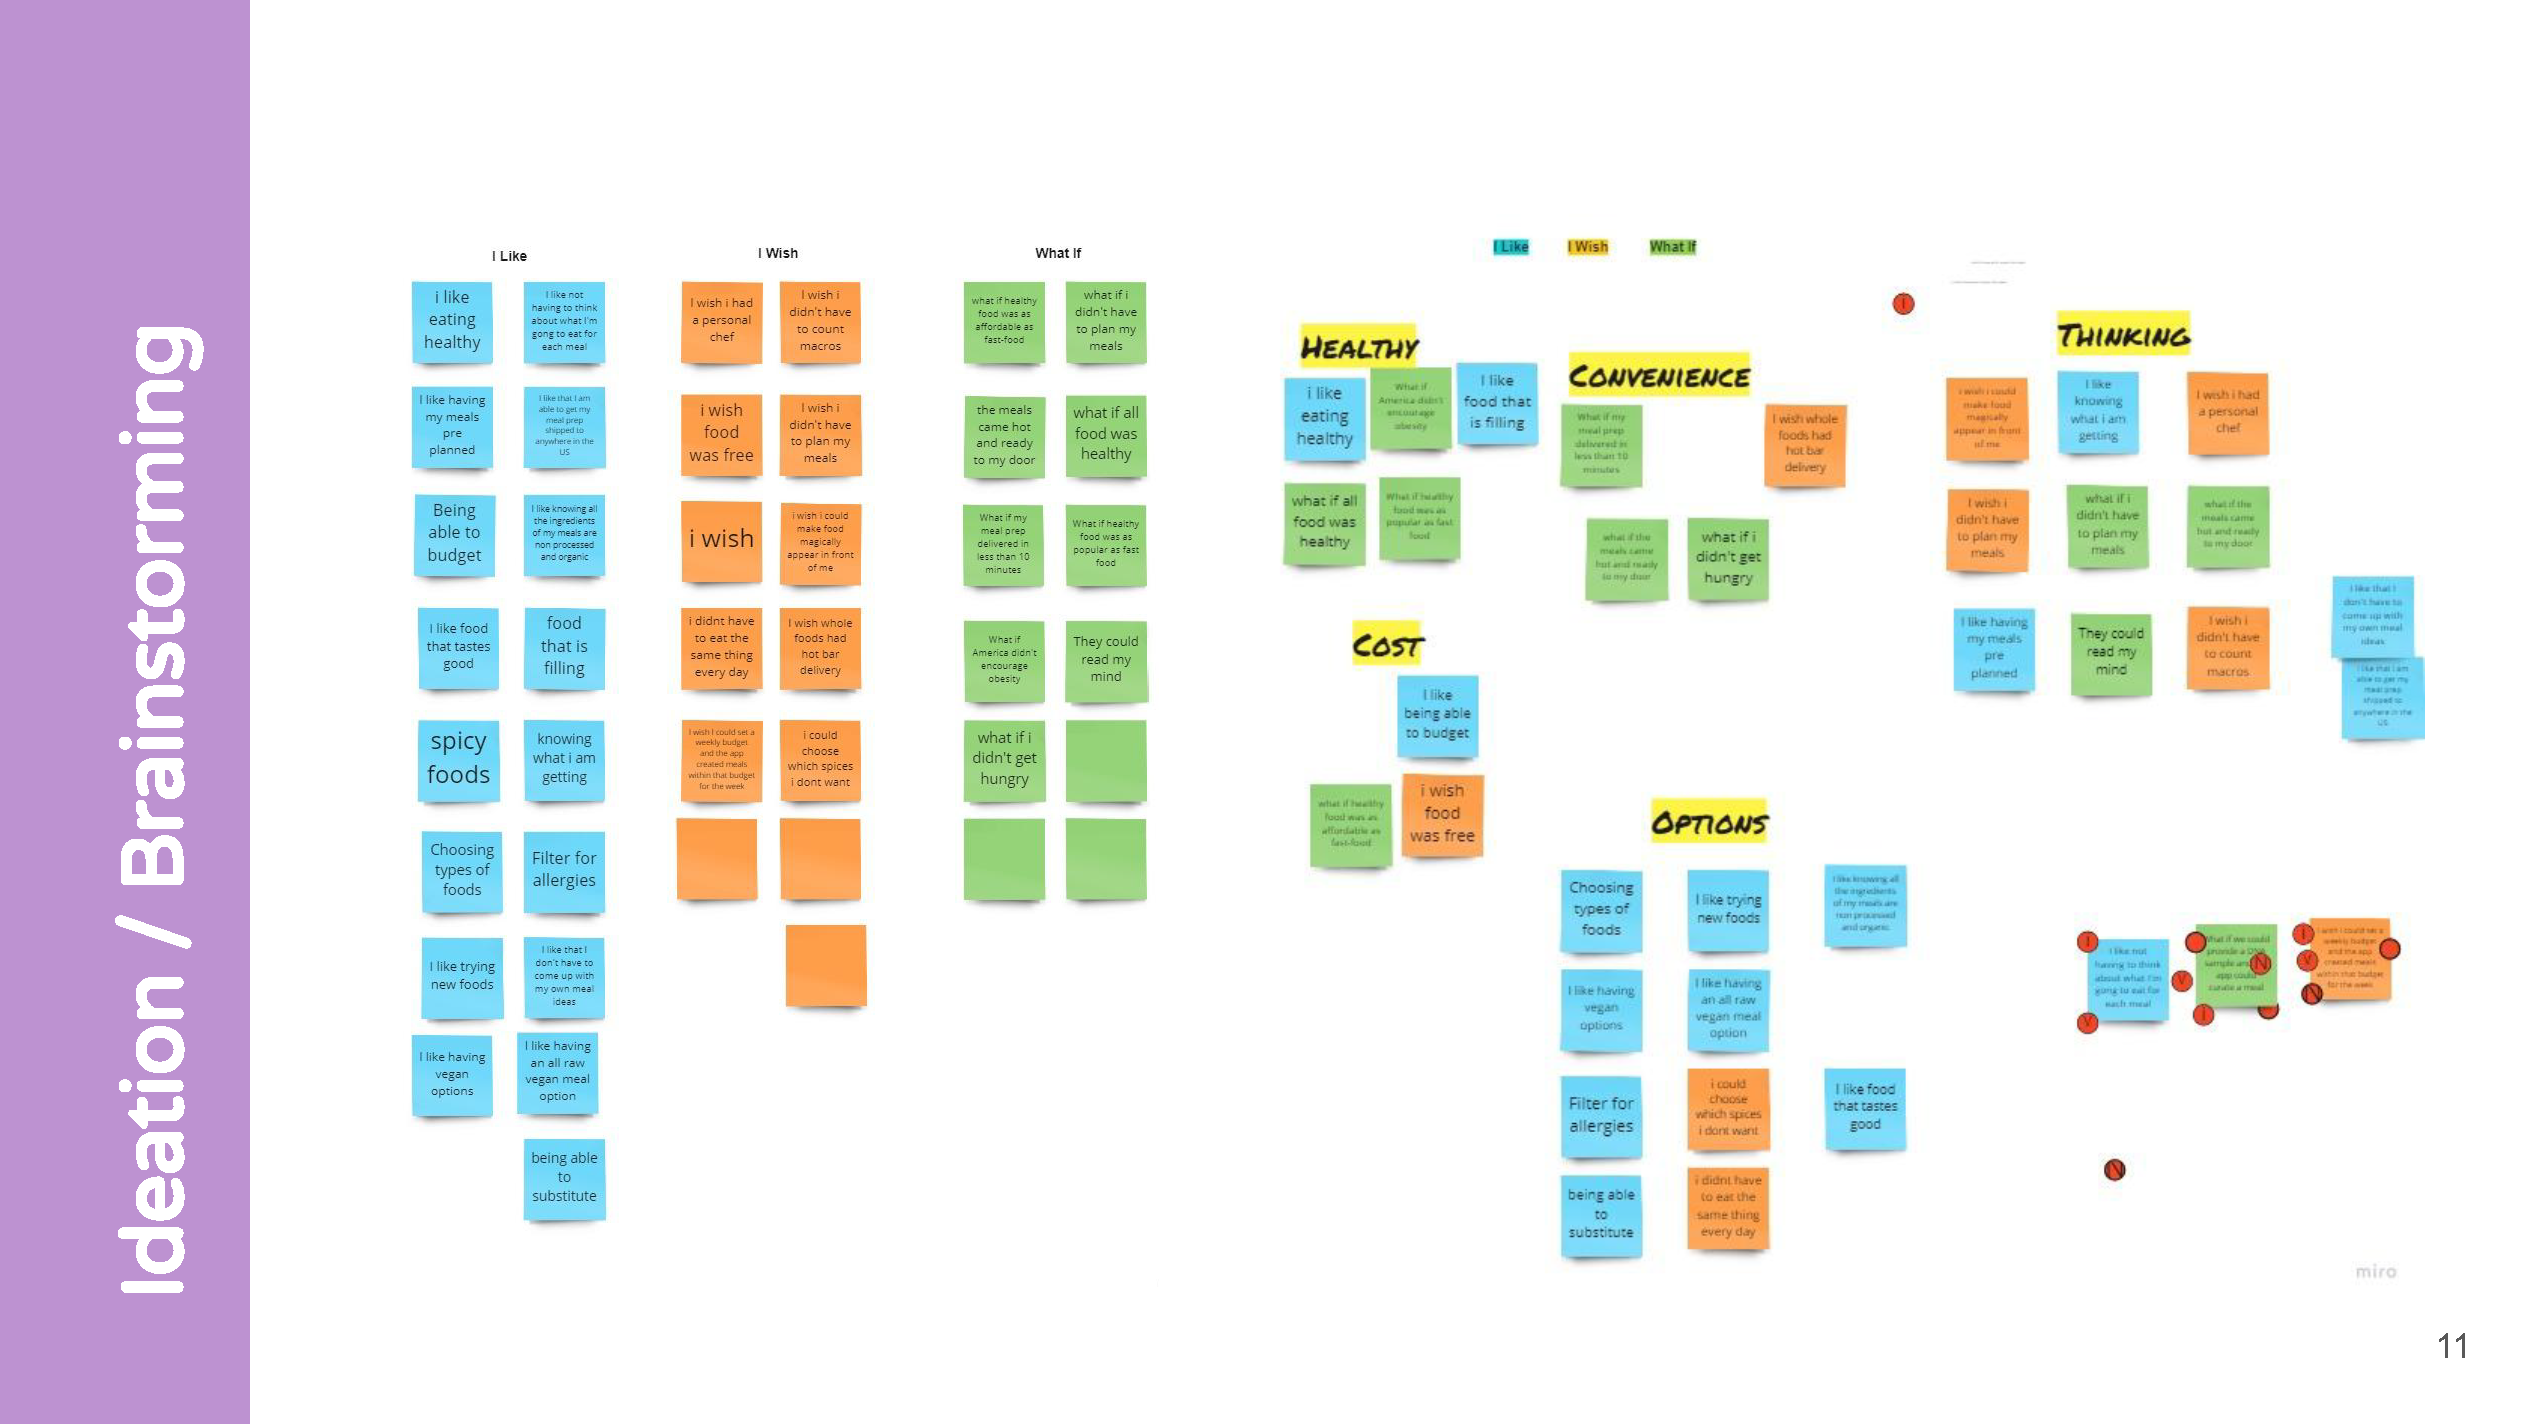 Ideation / Brainstorming
I Like
i like
eating
healthy
I like not
having to think
about what I'm
gong to eat for
each meal
I like having
my meals
pre
planned
I like that I am
able to get my
meal prep
shipped to
anywhere in the
US
Being
able to
budget
I like knowing all
the ingredients
of my meals are
non processed
and organic
I like food
that tastes
good
food
that is
filling
spicy
foods
knowing
what i am
getting
Choosing
types of
foods
Filter for
allergies
I like trying
new foods
I like that I
don't have to
come up with
my own meal
ideas
I like having
vegan
options
I like having
an all raw
vegan meal
option
being able
to
substitute
I Wish
I wish i had
a personal
chef
I wish i
didn't have
to count
macros
i wish
food
was free
I wish i
didn't have
to plan my
meals
i wish
i wish i could
make food
magically
appear in front
of me
i didnt have
to eat the
same thing
every day
I wish whole
foods had
hot bar
delivery
I wish I could set a
weekly budget
and the app
created meals
within that budget
for the week
i could
choose
which spices
i dont want
What If
what if healthy
food was as
affordable as
fast-food
what if i
didn't have
to plan my
meals
the meals
came hot
and ready
to my door
what if all
food was
healthy
What if my
meal prep
delivered in
less than 10
minutes
What if healthy
food was as
popular as fast
food
What if
America didn't
encourage
obesity
They could
read my
mind
what if i
didn't get
hungry
I Like
I Wish
What If
HEALTHY
i like
eating
healthy
What if
America didn't
encourage
obesity
I like
food that
is filling
what if all
food was
healthy
What if healthy
food was as
popular as fast
food
CONVENIENCE
What if my
meal prep
delivered in
less than 10
minutes
I wish whole
foods had
hot bar
delivery
what if the
meals came
hot and ready
to my door
what if i
didn't get
hungry
I
THINKING
i wish i could
make food
magically
appear in front
of me
I like
knowing
what i am
getting
I wish i had
a personal
chef
I wish i
didn't have
to plan my
meals
what if i
didn't have
to plan my
meals
what if the
meals came
hot and ready
to my door
I like having
my meals
pre
planned
They could
read my
mind
I wish i
didn't have
to count
macros
I like that I
don't have to
come up with
my own meal
ideas
I like that I am
able to get my
meal prep
shipped to
anywhere in the
US
COST
I like
being able
to budget
what if healthy
food was as
affordable as
fast-food
i wish
food
was free
OPTIONS
Choosing
types of
foods
I like trying
new foods
I like knowing all
the ingredients
of my meals are
non processed
and organic
I like having
vegan
options
I like having
an all raw
vegan meal
option
Filter for
allergies
i could
choose
which spices
i dont want
I like food
that tastes
good
being able
to
substitute
i didnt have
to eat the
same thing
every day
I
I like not
having to think
about what I'm
gong to eat for
each meal
V
What if we could
provide a DNA
sample and
app could
curate a meal
N
V
I
I
I wish I could set a
weekly budget
and the app
created meals
within that budget
for the week
V
N
N
miro
11